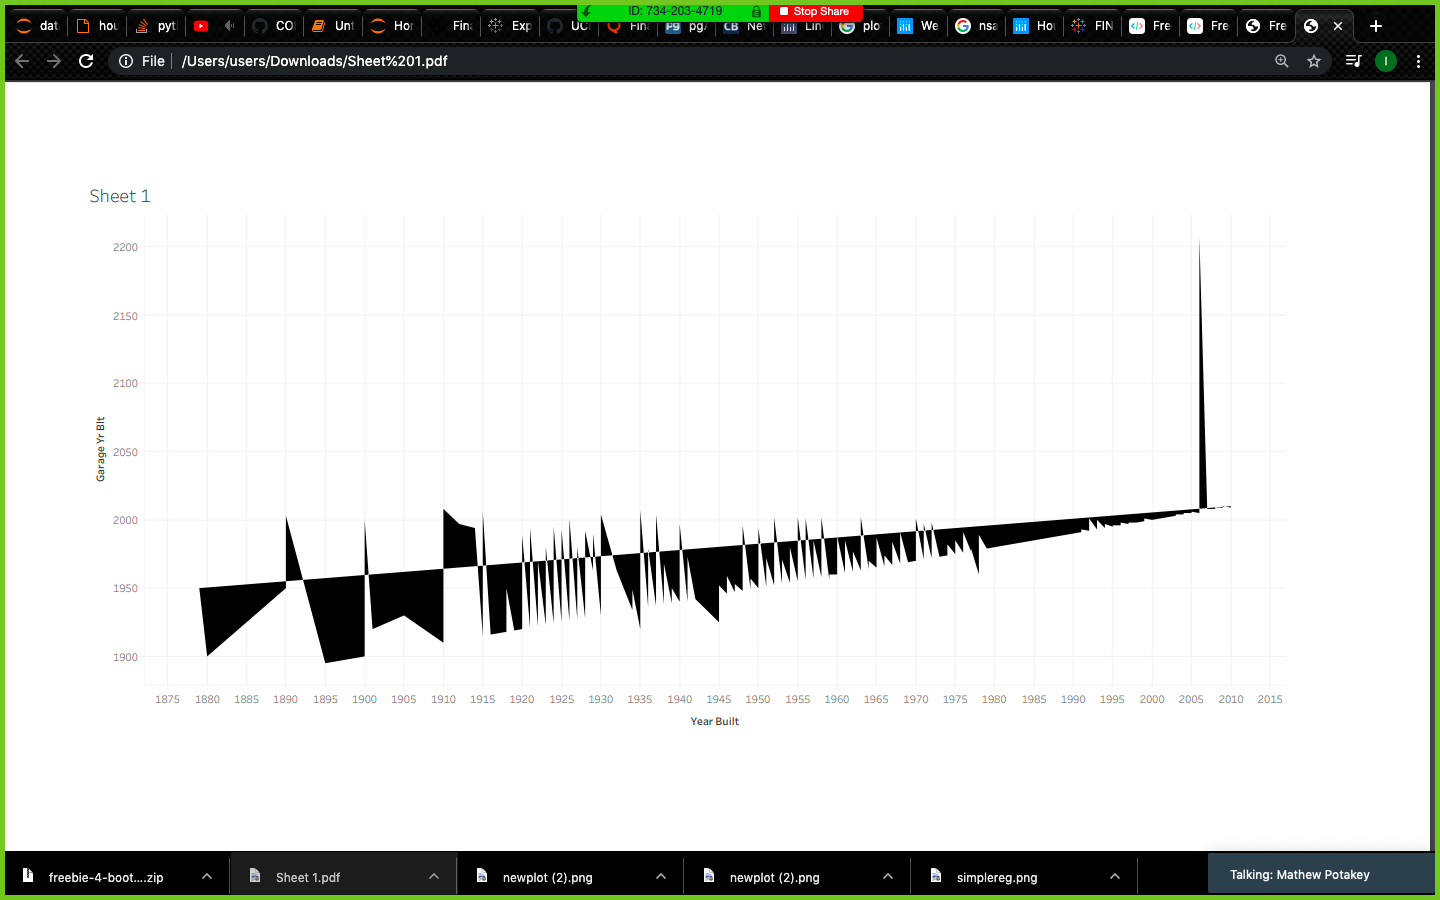 ID: 734-203-4719 Stop Share
dat hou pyt CO Unt Hor Fin Exp UC Fin pg Ne Lin plo We nsa Ho FIN Fre Fre Fre
File /Users/users/Downloads/Sheet%201.pdf
Sheet 1
2200
2150
2100
2050
2000
1950
1900
Garage Yr Blt
1875 1880 1885 1890 1895 1900 1905 1910 1915 1920 1925 1930 1935 1940 1945 1950 1955 1960 1965 1970 1975 1980 1985 1990 1995 2000 2005 2010 2015
Year Built
freebie-4-boot....zip Sheet 1.pdf newplot (2).png newplot (2).png simplereg.png Talking: Mathew Potakey